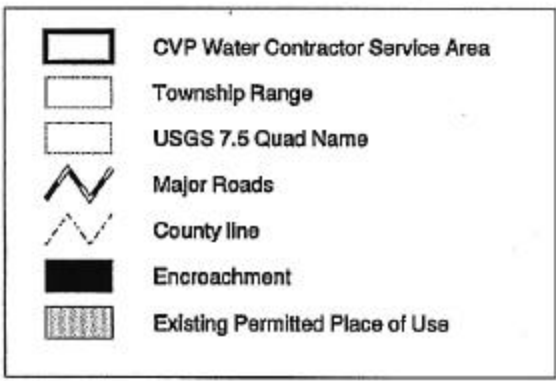 CVP Water Contractor Service Area
Township Range
USGS 7.5 Quad Name
Major Roads
County line
Encroachment
Existing Permitted Place of Use